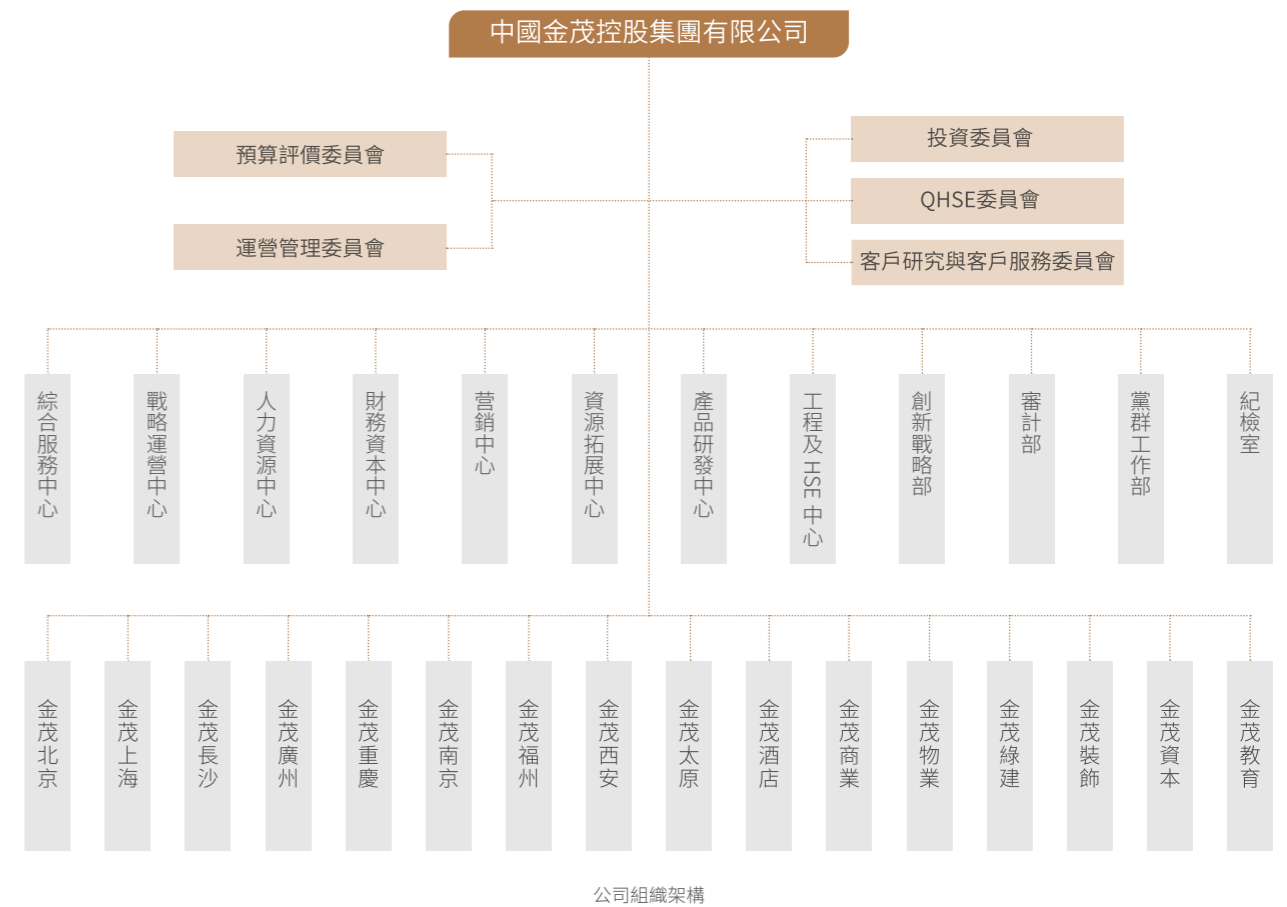 中國金茂控股集團有限公司
預算評價委員會
運營管理委員會
投資委員會
QHSE委員會
客戶研究與客戶服務委員會
綜合服務中心
戰略運營中心
人力資源中心
財務資本中心
营銷中心
資源拓展中心
產品研發中心
工程及 HSE 中心
創新戰略部
審計部
黨群工作部
紀檢室
金茂北京
金茂上海
金茂長沙
金茂廣州
金茂重慶
金茂南京
金茂福州
金茂西安
金茂太原
金茂酒店
金茂商業
金茂物業
金茂綠建
金茂裝飾
金茂資本
金茂教育
公司組織架構